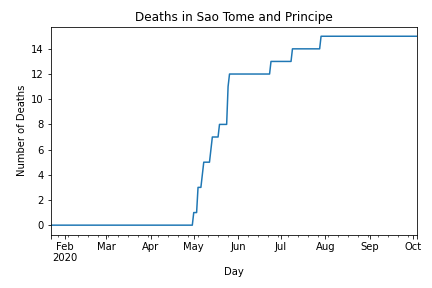 Deaths in Sao Tome and Principe
Number of Deaths
14
12
10
8
6
4
2
0
Feb Mar Apr May Jun Jul Aug Sep Oct
2020
Day